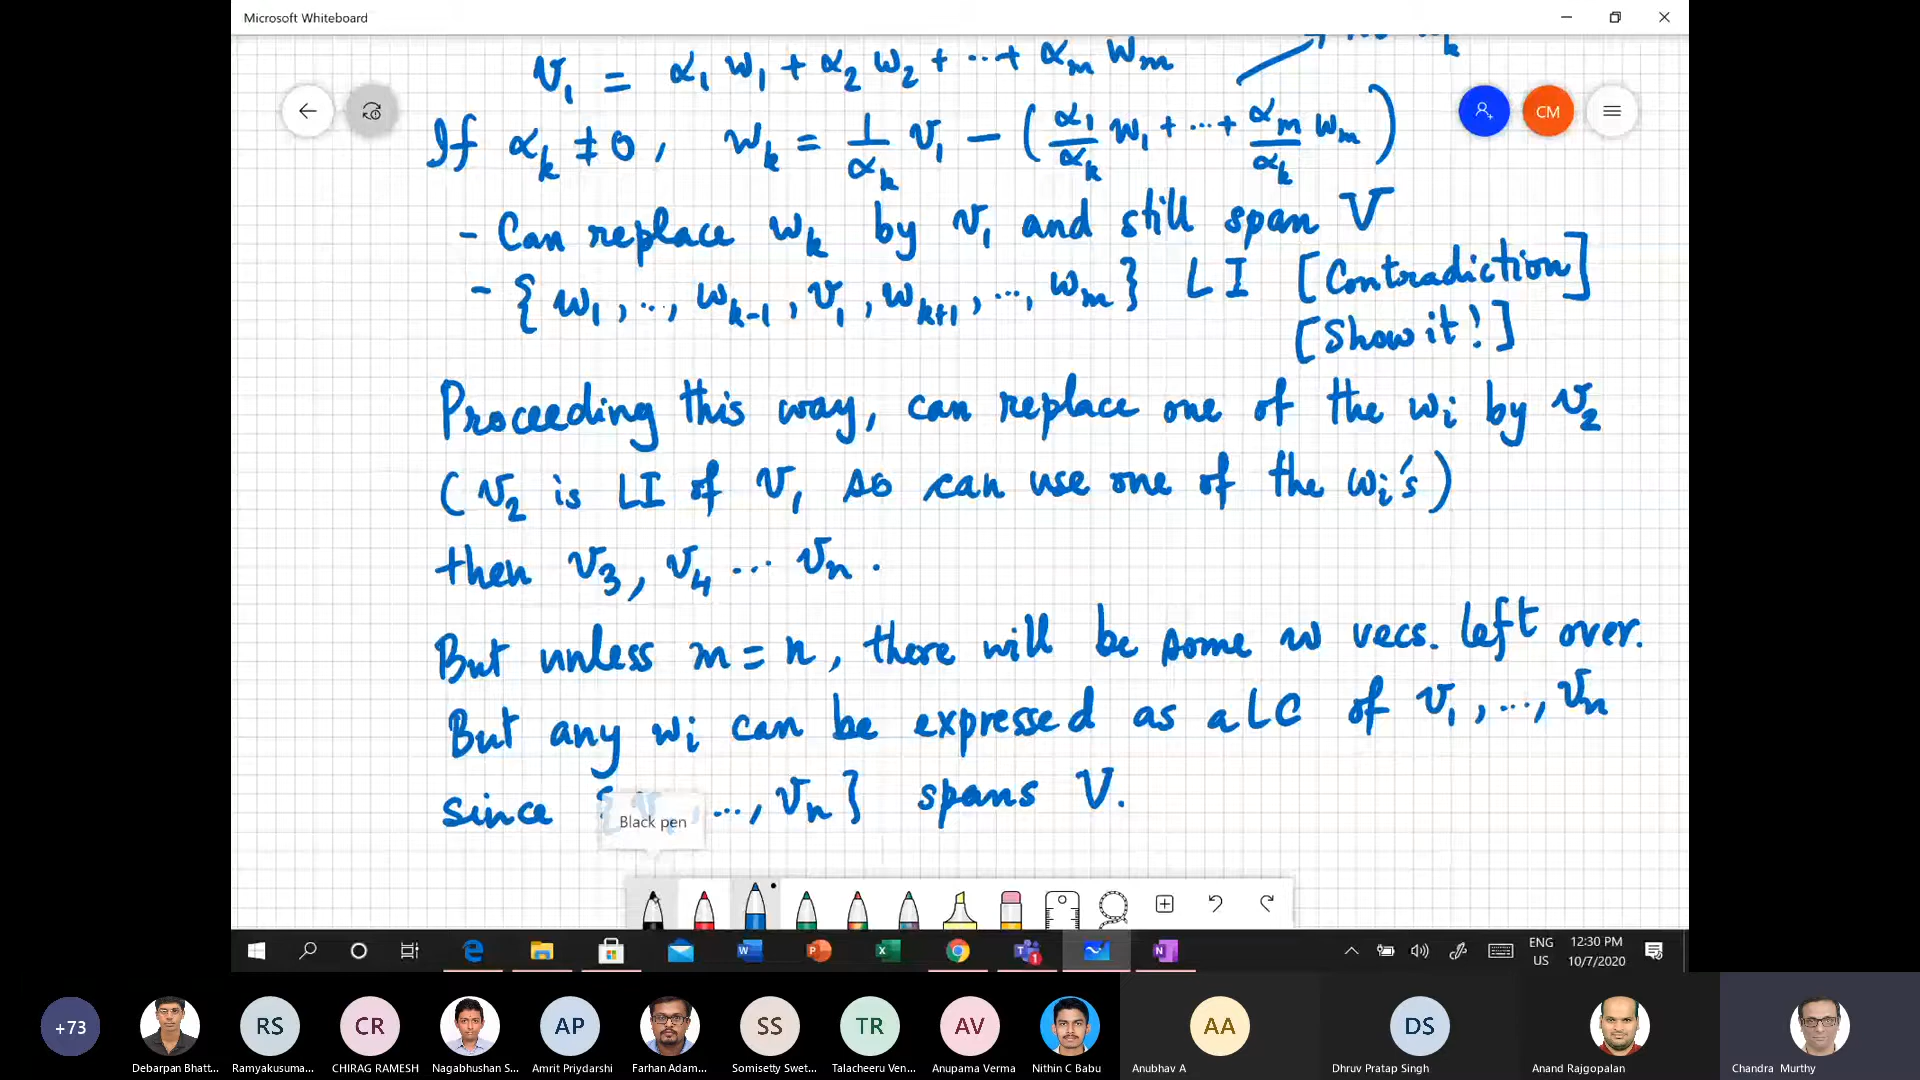 Microsoft Whiteboard
v₁ = α₁ w₁ + α₂ w₂ + ... + αₘ wₘ
CM
If αₖ ≠ 0, wₖ = 1/αₖ v₁ - (α₁/αₖ w₁ + ... + αₘ/αₖ wₘ)
- Can replace wₖ by v₁ and still span V
- {w₁, ..., wₖ₋₁, v₁, wₖ₊₁, ..., wₘ} LI [Contradiction]
[Show it!]
Proceeding this way, can replace one of the wᵢ by v₂
(v₂ is LI of v₁ so can use one of the wᵢ's)
then v₃, v₄ ... vₙ.
But unless m = n, there will be some w vecs. left over.
But any wᵢ can be expressed as a LC of v₁, ..., vₙ
since {v ..., vₙ} spans V.
Black pen
ENG
US
12:30 PM
10/7/2020
+73
RS
CR
AP
SS
TR
AV
AA
DS
Debarpan Bhatt...
Ramyakusuma...
CHIRAG RAMESH
Nagabhushan S...
Amrit Priydarshi
Farhan Adam...
Somisetty Swet...
Talacheeru Ven...
Anupama Verma
Nithin C Babu
Anubhav A
Dhruv Pratap Singh
Anand Rajgopalan
Chandra Murthy